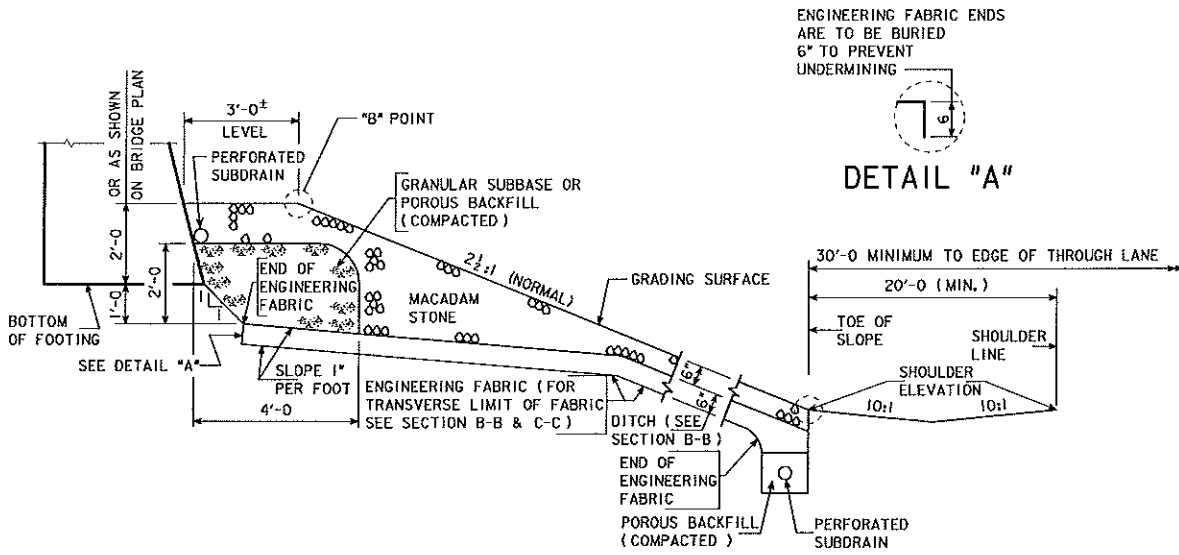 ENGINEERING FABRIC ENDS
ARE TO BE BURIED
6" TO PREVENT
UNDERMINING
6
DETAIL "A"
OR AS SHOWN
ON BRIDGE PLAN
3'-0±
LEVEL
"B" POINT
PERFORATED
SUBDRAIN
GRANULAR SUBBASE OR
POROUS BACKFILL
(COMPACTED)
2'-0
2'-0
1'-0
END OF
ENGINEERING
FABRIC
2½:1 (NORMAL)
GRADING SURFACE
MACADAM
STONE
30'-0 MINIMUM TO EDGE OF THROUGH LANE
20'-0 (MIN.)
TOE OF
SLOPE
SHOULDER
LINE
SHOULDER
ELEVATION
10:1
10:1
BOTTOM
OF FOOTING
SEE DETAIL "A"
SLOPE 1"
PER FOOT
4'-0
ENGINEERING FABRIC (FOR
TRANSVERSE LIMIT OF FABRIC
SEE SECTION B-B & C-C)
6"
6"
DITCH (SEE
SECTION B-B)
END OF
ENGINEERING
FABRIC
POROUS BACKFILL
(COMPACTED)
PERFORATED
SUBDRAIN